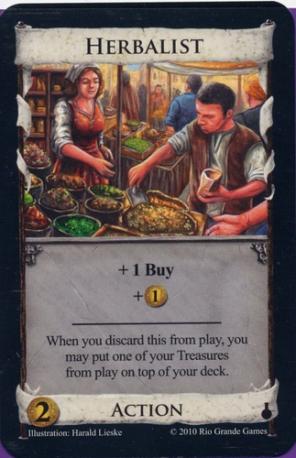 HERBALIST
+ 1 Buy
+ 1
When you discard this from play, you
may put one of your Treasures
from play on top of your deck.
2 ACTION
Illustration: Harald Lieske © 2010 Rio Grande Games